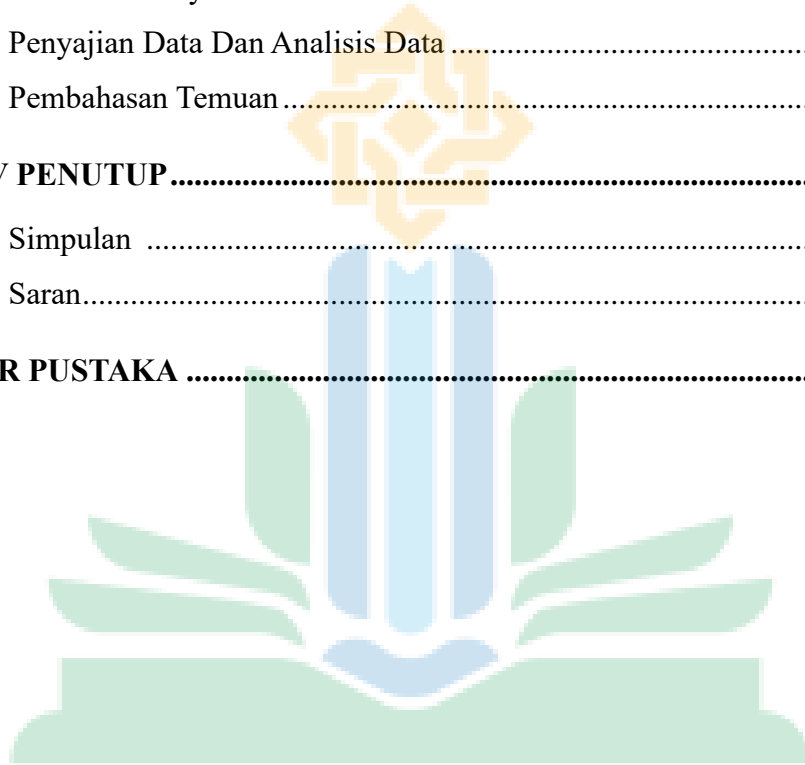 Penyajian Data Dan Analisis Data ............................................
Pembahasan Temuan .................................................................
PENUTUP ...............................................................................
Simpulan ..................................................................................
Saran ..........................................................................................
R PUSTAKA .............................................................................